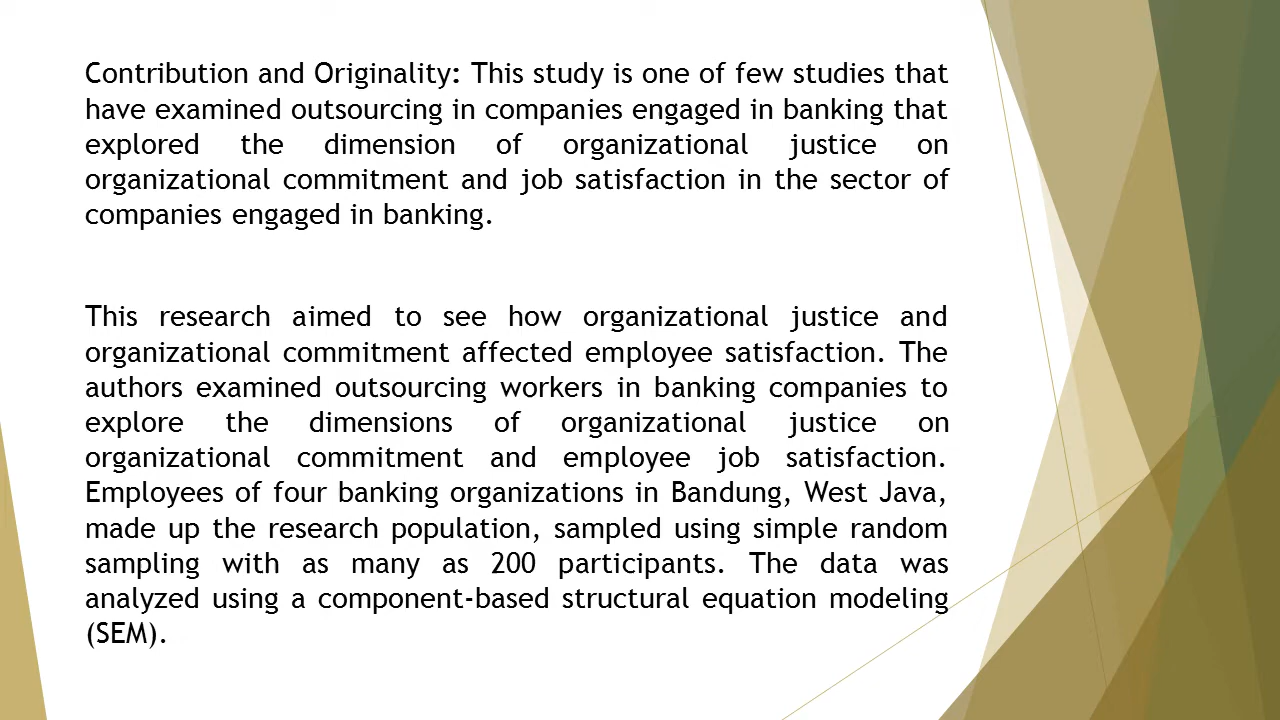 Contribution and Originality: This study is one of few studies that
have examined outsourcing in companies engaged in banking that
explored the dimension of organizational justice on
organizational commitment and job satisfaction in the sector of
companies engaged in banking.
This research aimed to see how organizational justice and
organizational commitment affected employee satisfaction. The
authors examined outsourcing workers in banking companies to
explore the dimensions of organizational justice on
organizational commitment and employee job satisfaction.
Employees of four banking organizations in Bandung, West Java,
made up the research population, sampled using simple random
sampling with as many as 200 participants. The data was
analyzed using a component-based structural equation modeling
(SEM).